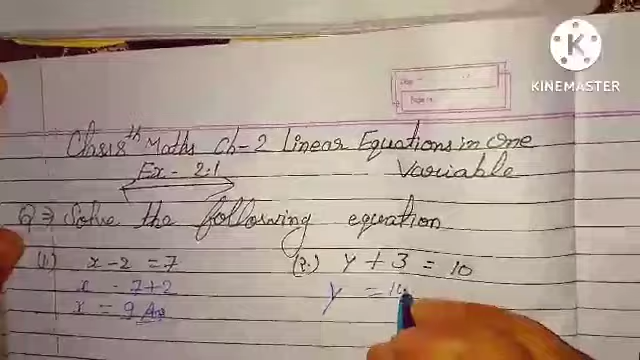 KINEMASTER
Class 8th Maths Ch-2 Linear Equations in one Variable
Ex - 2.1
Q⇒ Solve the following equation
(1.) x - 2 = 7
x = 7+2
x = 9 Ans
(2.) y + 3 = 10
y = 10